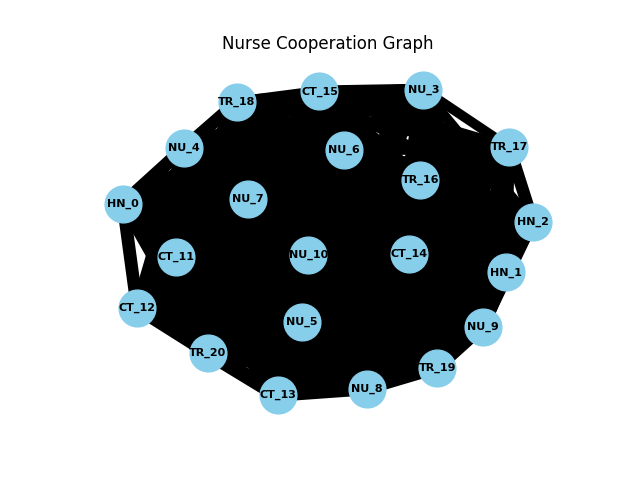 Nurse Cooperation Graph
CT_15
NU_3
TR_18
NU_4
NU_6
TR_17
TR_16
NU_7
HN_0
HN_2
CT_11
NU_10
CT_14
HN_1
CT_12
NU_5
NU_9
TR_20
TR_19
CT_13
NU_8